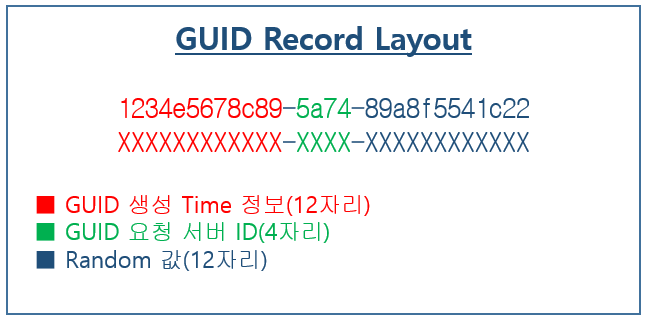 GUID Record Layout
1234e5678c89-5a74-89a8f5541c22
XXXXXXXXXXXX-XXXX-XXXXXXXXXXXX
■ GUID 생성 Time 정보(12자리)
■ GUID 요청 서버 ID(4자리)
■ Random 값(12자리)